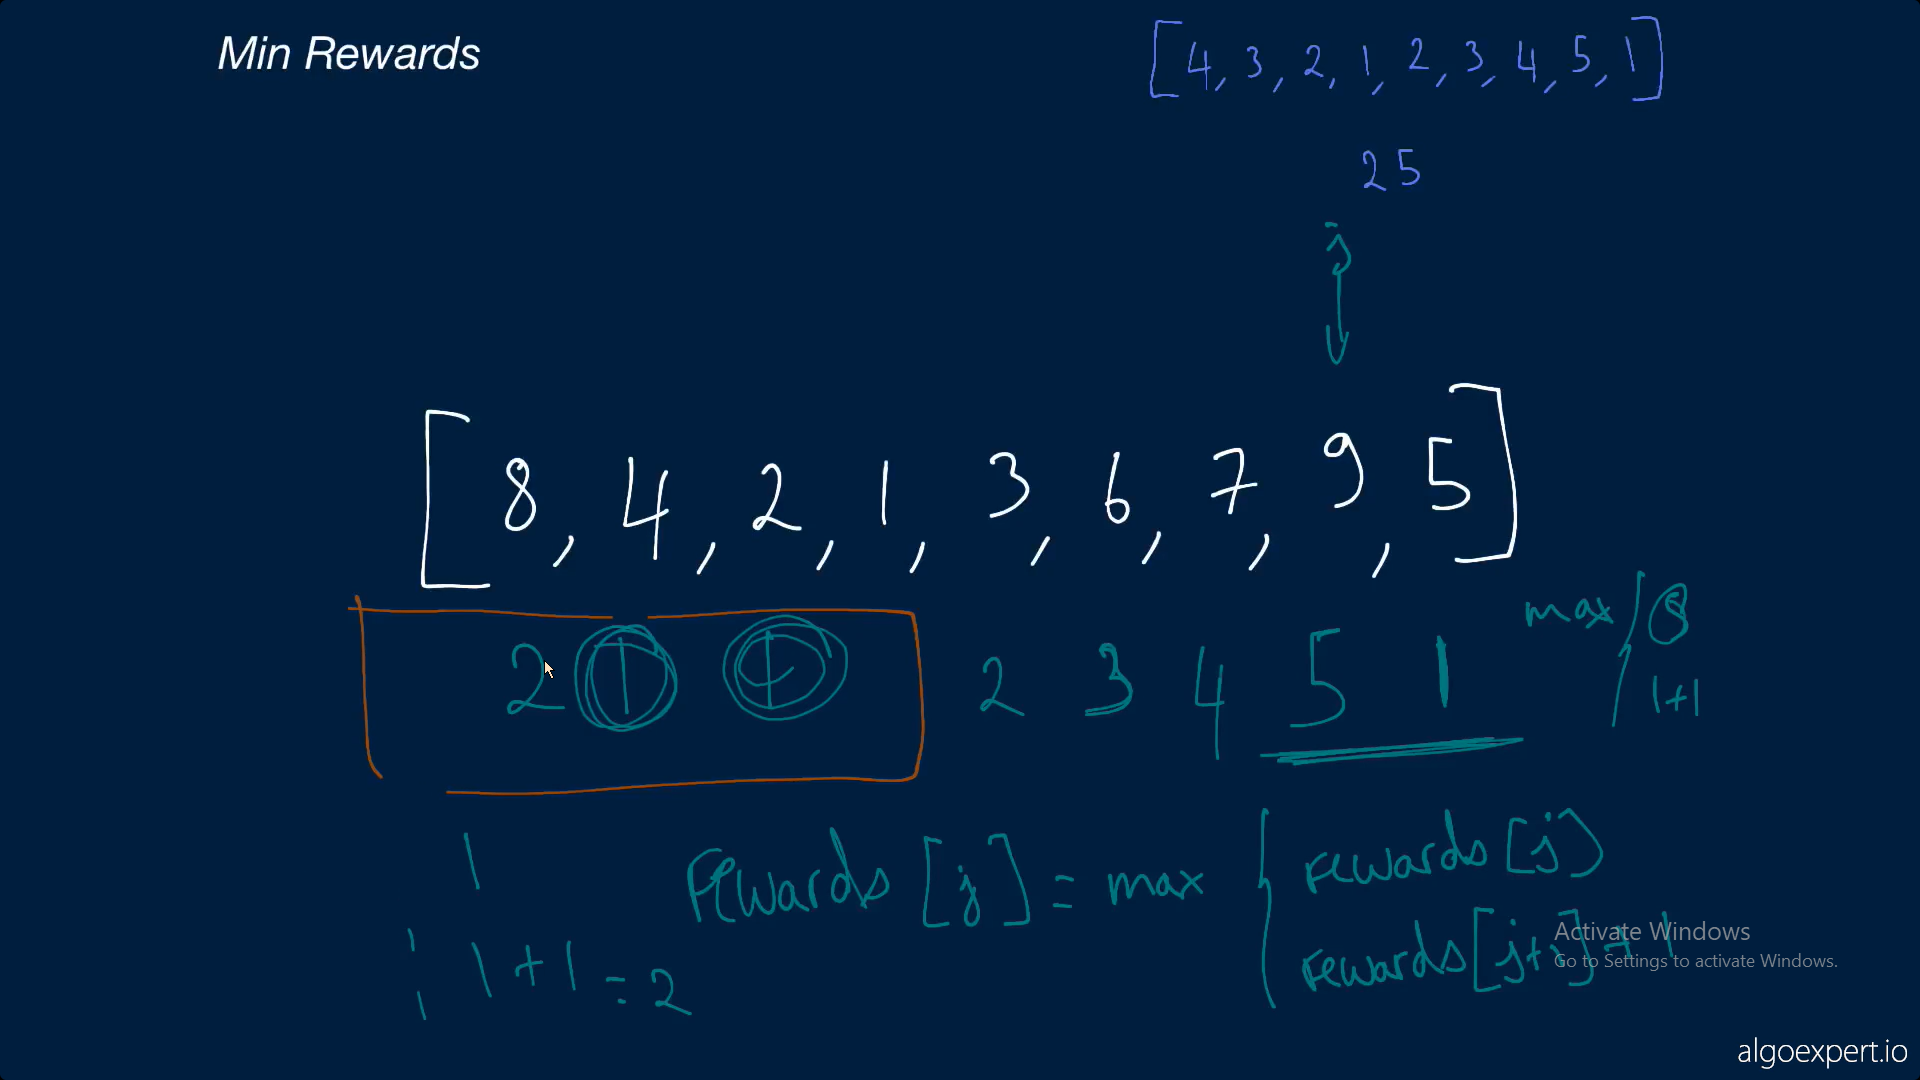 Min Rewards
[4, 3, 2, 1, 2, 3, 4, 5, 1]
25
j
[8, 4, 2, 1, 3, 6, 7, 9, 5]
2 1 2 3 4 5 1
max
1+1
1
rewards[j] = max { rewards[j]
rewards[j+1]+1
1+1=2
Activate Windows
Go to Settings to activate Windows.
algoexpert.io